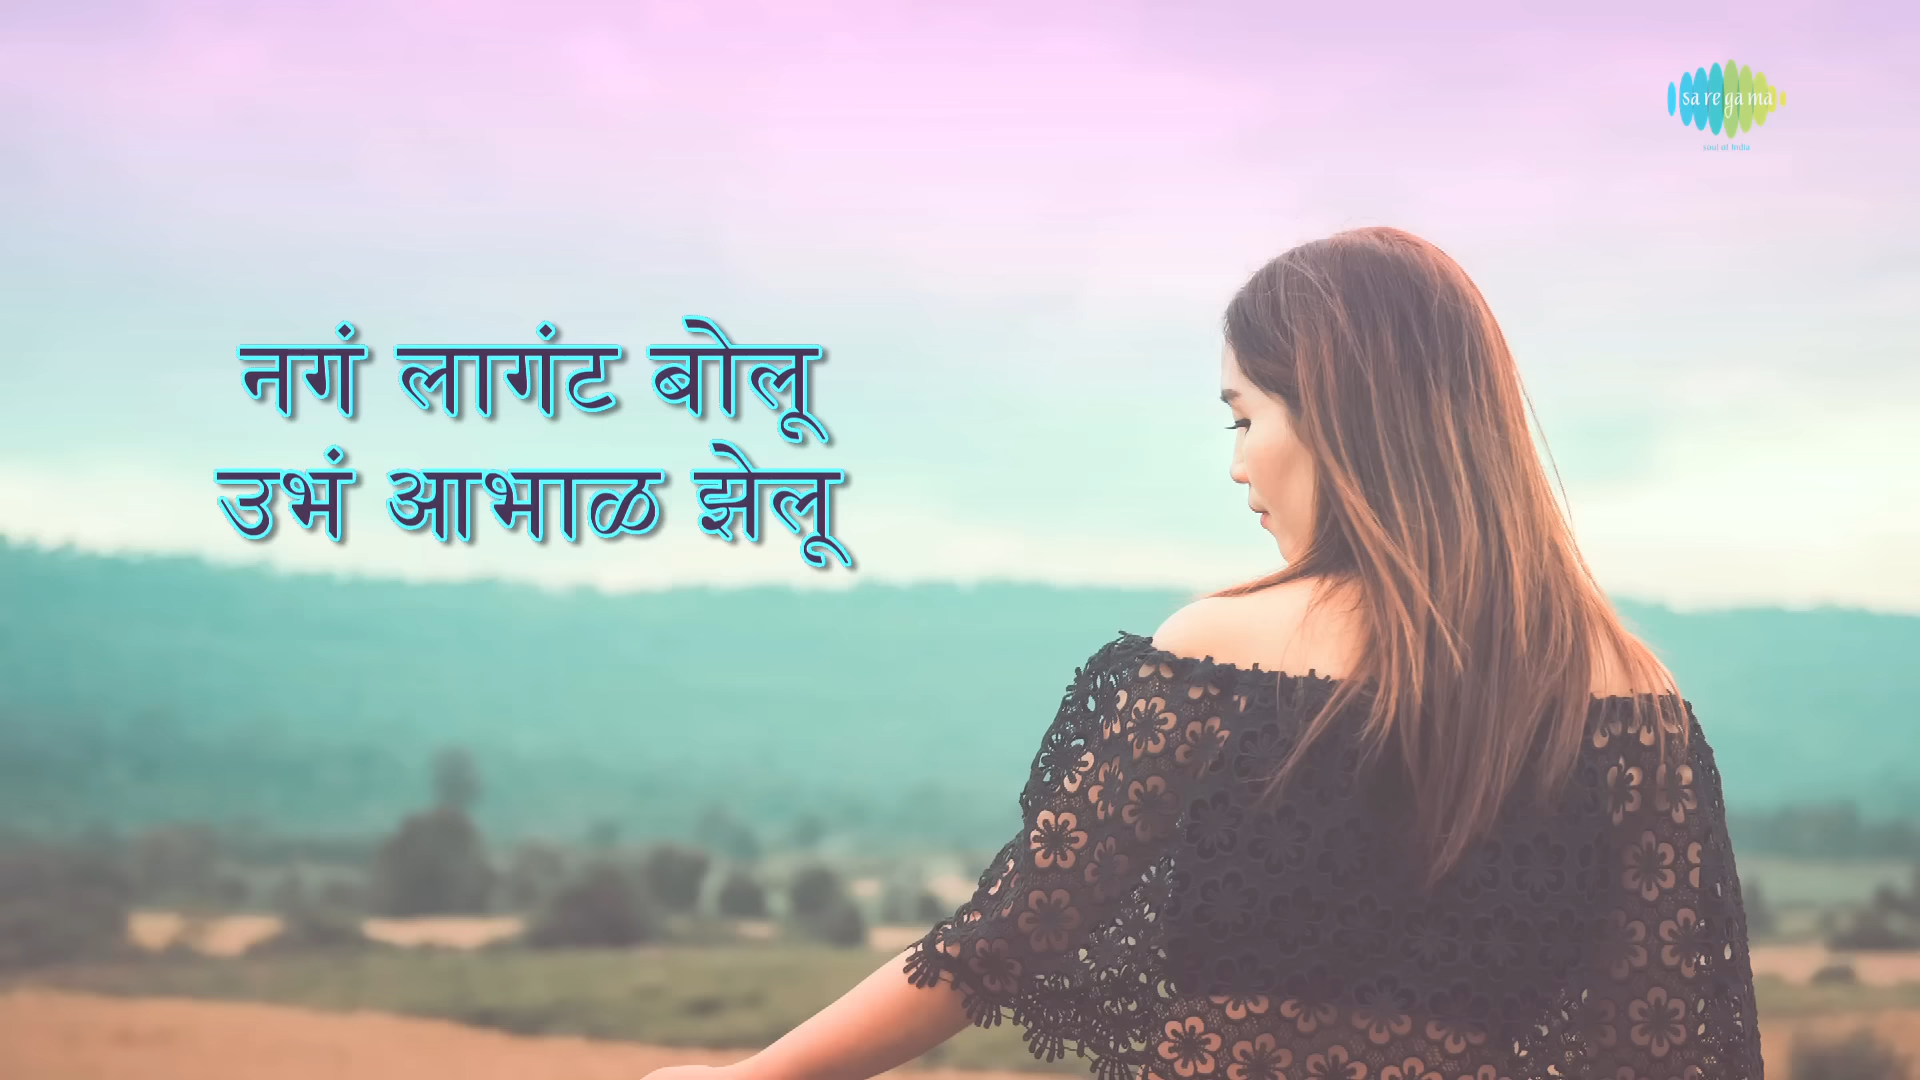 नगं लागंट बोलू
उभं आभाळ झेलू
sa re ga ma
soul of India